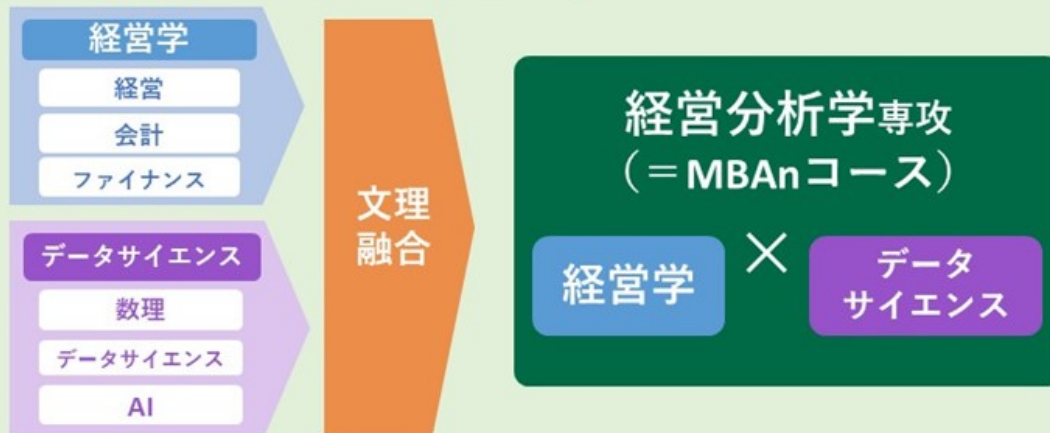 経営学
経営
会計
ファイナンス
データサイエンス
数理
データサイエンス
AI
文理
融合
経営分析学専攻
（＝MBAnコース）
経営学
×
データ
サイエンス